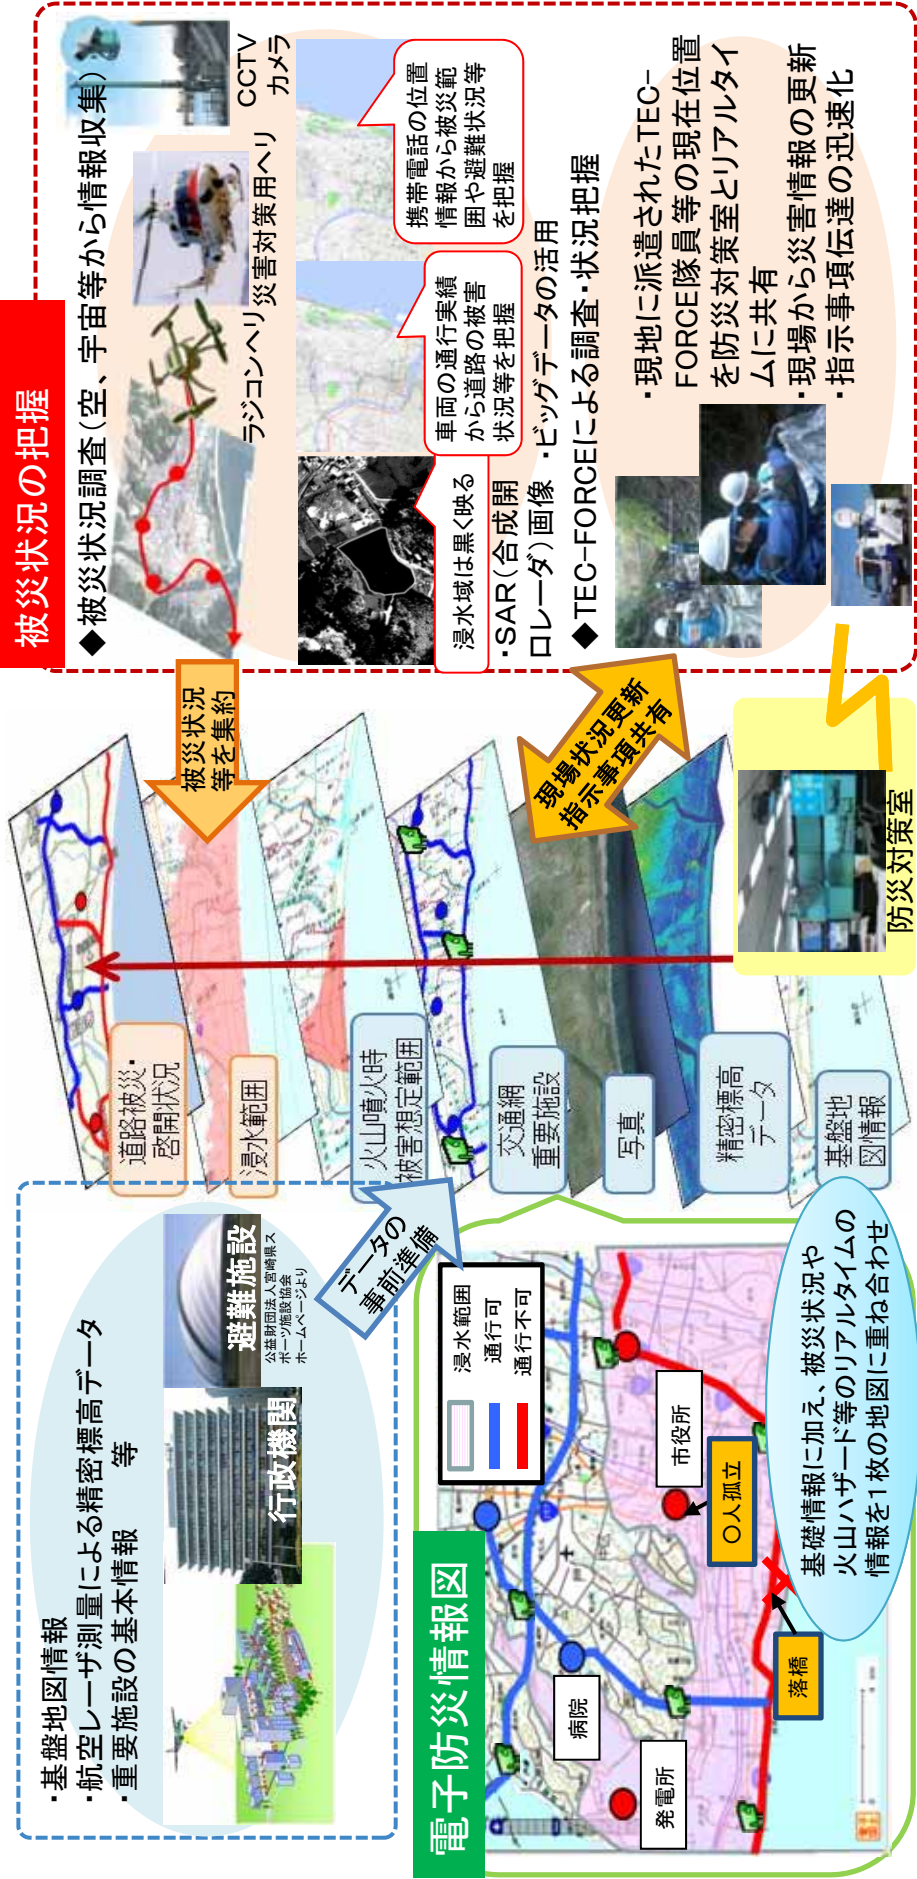 ・基盤地図情報
・航空レーザ測量による精密標高データ
・重要施設の基本情報　等
行政機関
避難施設
公益財団法人宮崎県ス
ポーツ施設協会
ホームページより
データの
事前準備
電子防災情報図
浸水範囲
通行可
通行不可
病院
発電所
市役所
〇人孤立
落橋
基礎情報に加え、被災状況や
火山ハザード等のリアルタイムの
情報を1枚の地図に重ね合わせ
道路被災・
啓開状況
浸水範囲
火山噴火時
被害想定範囲
交通網
重要施設
写真
精密標高
データ
基盤地
図情報
被災状況
等を集約
現場状況更新
指示事項共有
防災対策室
被災状況の把握
◆被災状況調査(空、宇宙等から情報収集)
ラジコンヘリ
災害対策用ヘリ
CCTV
カメラ
浸水域は黒く映る
車両の通行実績
から道路の被害
状況等を把握
携帯電話の位置
情報から被災範
囲や避難状況等
を把握
・SAR(合成開
口レーダ)画像
・ビッグデータの活用
◆TEC-FORCEによる調査・状況把握
・現地に派遣されたTEC-
FORCE隊員等の現在位置
を防災対策室とリアルタイ
ムに共有
・現場から災害情報の更新
・指示事項伝達の迅速化